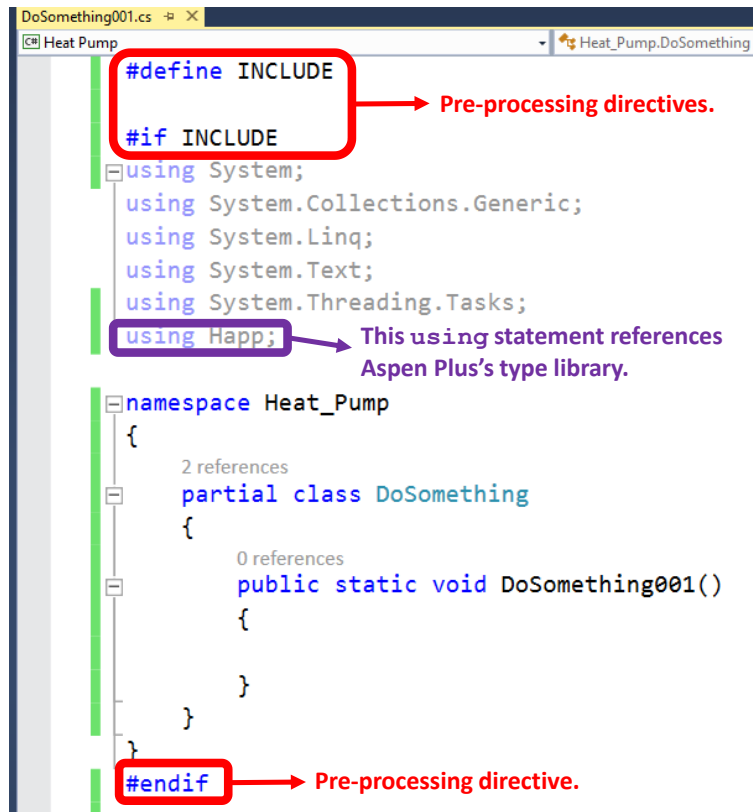 DoSomething001.cs
C# Heat Pump Heat_Pump.DoSomething
#define INCLUDE
Pre-processing directives.
#if INCLUDE
using System;
using System.Collections.Generic;
using System.Linq;
using System.Text;
using System.Threading.Tasks;
using Happ;
This using statement references
Aspen Plus’s type library.
namespace Heat_Pump
{
2 references
partial class DoSomething
{
0 references
public static void DoSomething001()
{
}
}
}
#endif
Pre-processing directive.